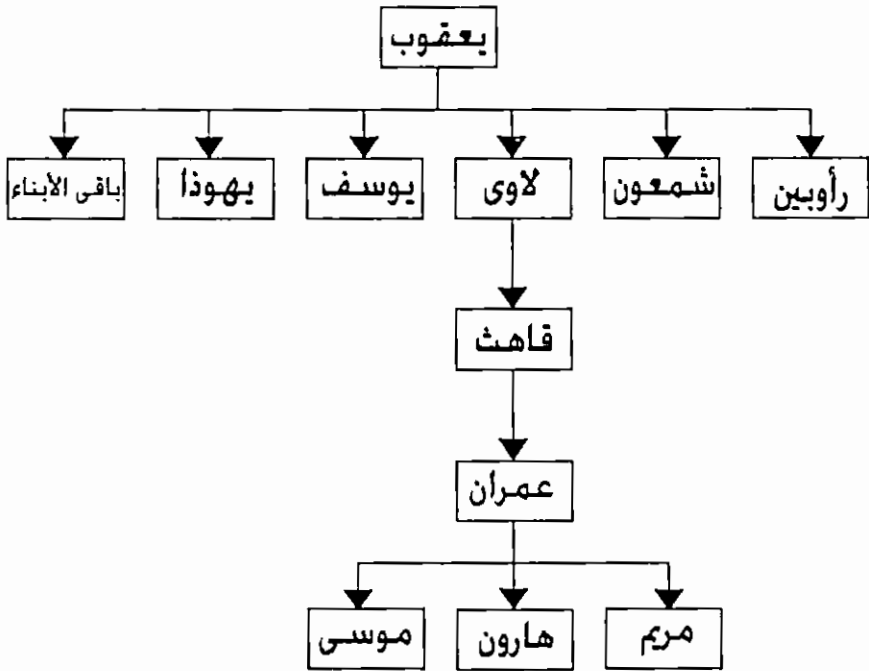 يعقوب
رأوبين
شمعون
لاوى
يوسف
يهوذا
باقى الأبناء
قاهث
عمران
مريم
هارون
موسى